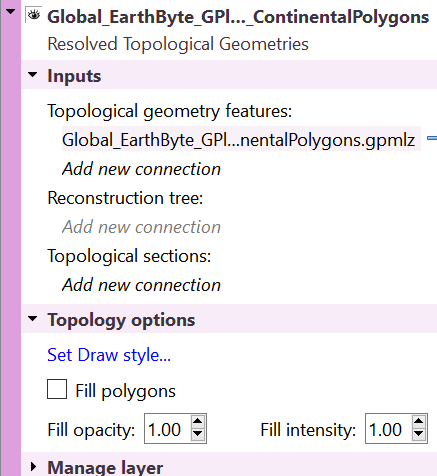 Global_EarthByte_GPl..._ContinentalPolygons
Resolved Topological Geometries
Inputs
Topological geometry features:
Global_EarthByte_GPl...nentalPolygons.gpmlz
Add new connection
Reconstruction tree:
Add new connection
Topological sections:
Add new connection
Topology options
Set Draw style...
Fill polygons
Fill opacity: 1.00 Fill intensity: 1.00
Manage layer